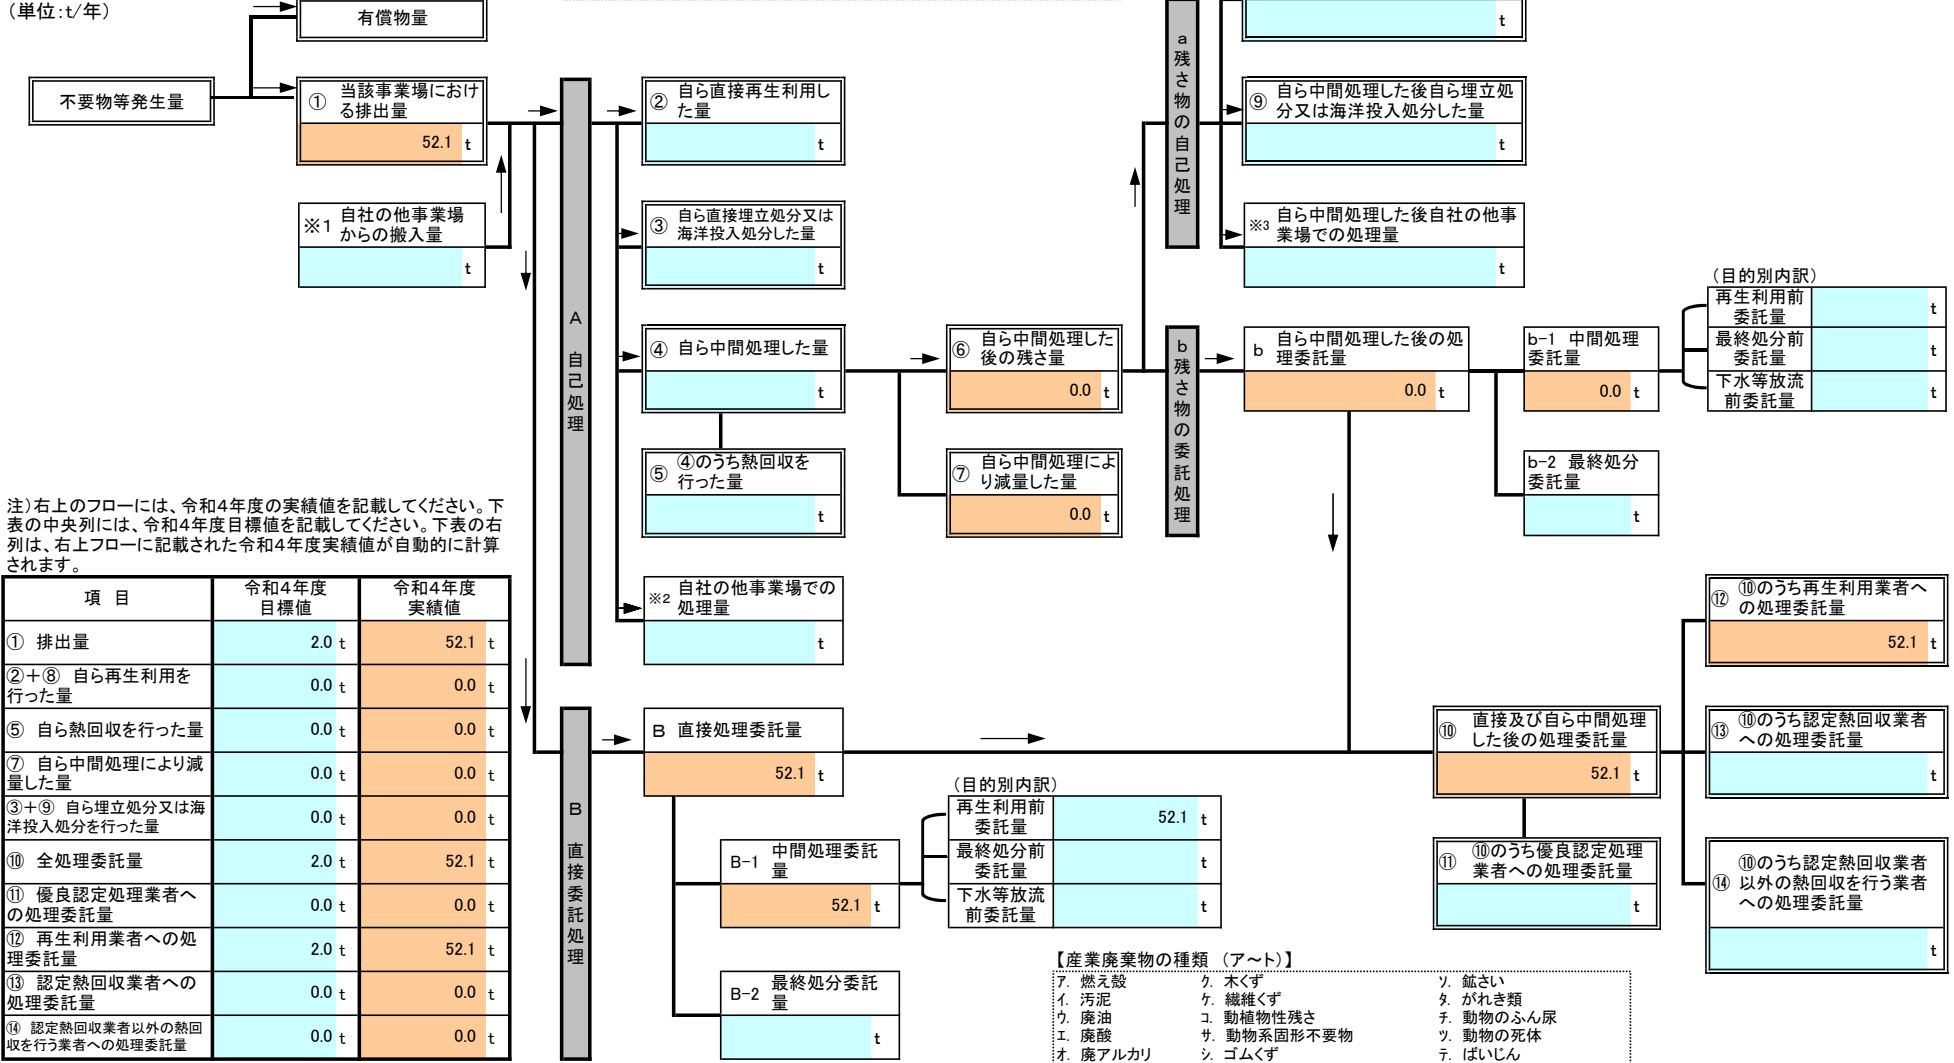 （単位：t/年）
有償物量
t
不要物等発生量
① 当該事業場におけ
る排出量
52.1 t
※1 自社の他事業場
からの搬入量
t
A 自己処理
② 自ら直接再生利用し
た量
t
③ 自ら直接埋立処分又は
海洋投入処分した量
t
④ 自ら中間処理した量
t
⑤ ④のうち熱回収を
行った量
t
※2 自社の他事業場での
処理量
t
⑥ 自ら中間処理した
後の残さ量
0.0 t
⑦ 自ら中間処理によ
り減量した量
0.0 t
a 残さ物の自己処理
⑨ 自ら中間処理した後自ら埋立処
分又は海洋投入処分した量
t
※3 自ら中間処理した後自社の他事
業場での処理量
t
b 残さ物の委託処理
b 自ら中間処理した後の処
理委託量
0.0 t
b-1 中間処理
委託量
0.0 t
b-2 最終処分
委託量
t
（目的別内訳）
再生利用前
委託量 t
最終処分前
委託量 t
下水等放流
前委託量 t
注）右上のフローには、令和4年度の実績値を記載してください。下
表の中央列には、令和4年度目標値を記載してください。下表の右
列は、右上フローに記載された令和4年度実績値が自動的に計算
されます。
項 目 令和4年度
目標値 令和4年度
実績値
① 排出量 2.0 t 52.1 t
②＋⑧ 自ら再生利用を
行った量 0.0 t 0.0 t
⑤ 自ら熱回収を行った量 0.0 t 0.0 t
⑦ 自ら中間処理により減
量した量 0.0 t 0.0 t
③＋⑨ 自ら埋立処分又は海
洋投入処分を行った量 0.0 t 0.0 t
⑩ 全処理委託量 2.0 t 52.1 t
⑪ 優良認定処理業者へ
の処理委託量 0.0 t 0.0 t
⑫ 再生利用業者への処
理委託量 2.0 t 52.1 t
⑬ 認定熱回収業者への
処理委託量 0.0 t 0.0 t
⑭ 認定熱回収業者以外の熱回
収を行う業者への処理委託量 0.0 t 0.0 t
B 直接委託処理
B 直接処理委託量
52.1 t
B-1 中間処理委託
量
52.1 t
B-2 最終処分委託
量
t
（目的別内訳）
再生利用前
委託量 52.1 t
最終処分前
委託量 t
下水等放流
前委託量 t
⑩ 直接及び自ら中間処理
した後の処理委託量
52.1 t
⑪ ⑩のうち優良認定処理
業者への処理委託量
t
⑫ ⑩のうち再生利用業者へ
の処理委託量
52.1 t
⑬ ⑩のうち認定熱回収業者
への処理委託量
t
⑭ ⑩のうち認定熱回収業者
以外の熱回収を行う業者
への処理委託量
t
【産業廃棄物の種類 （ア～ト）】
ア. 燃え殻 ク. 木くず ソ. 鉱さい
イ. 汚泥 ケ. 繊維くず タ. がれき類
ウ. 廃油 コ. 動植物性残さ チ. 動物のふん尿
エ. 廃酸 サ. 動物系固形不要物 ツ. 動物の死体
オ. 廃アルカリ シ. ゴムくず テ. ばいじん